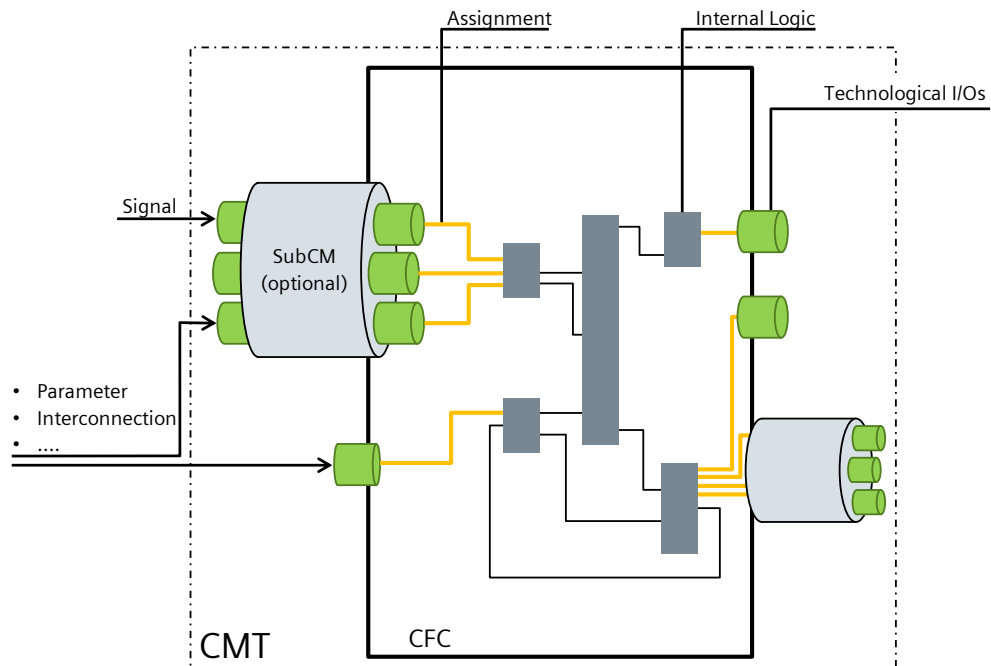 Assignment
Internal Logic
Technological I/Os
Signal
SubCM
(optional)
• Parameter
• Interconnection
• ....
CMT
CFC